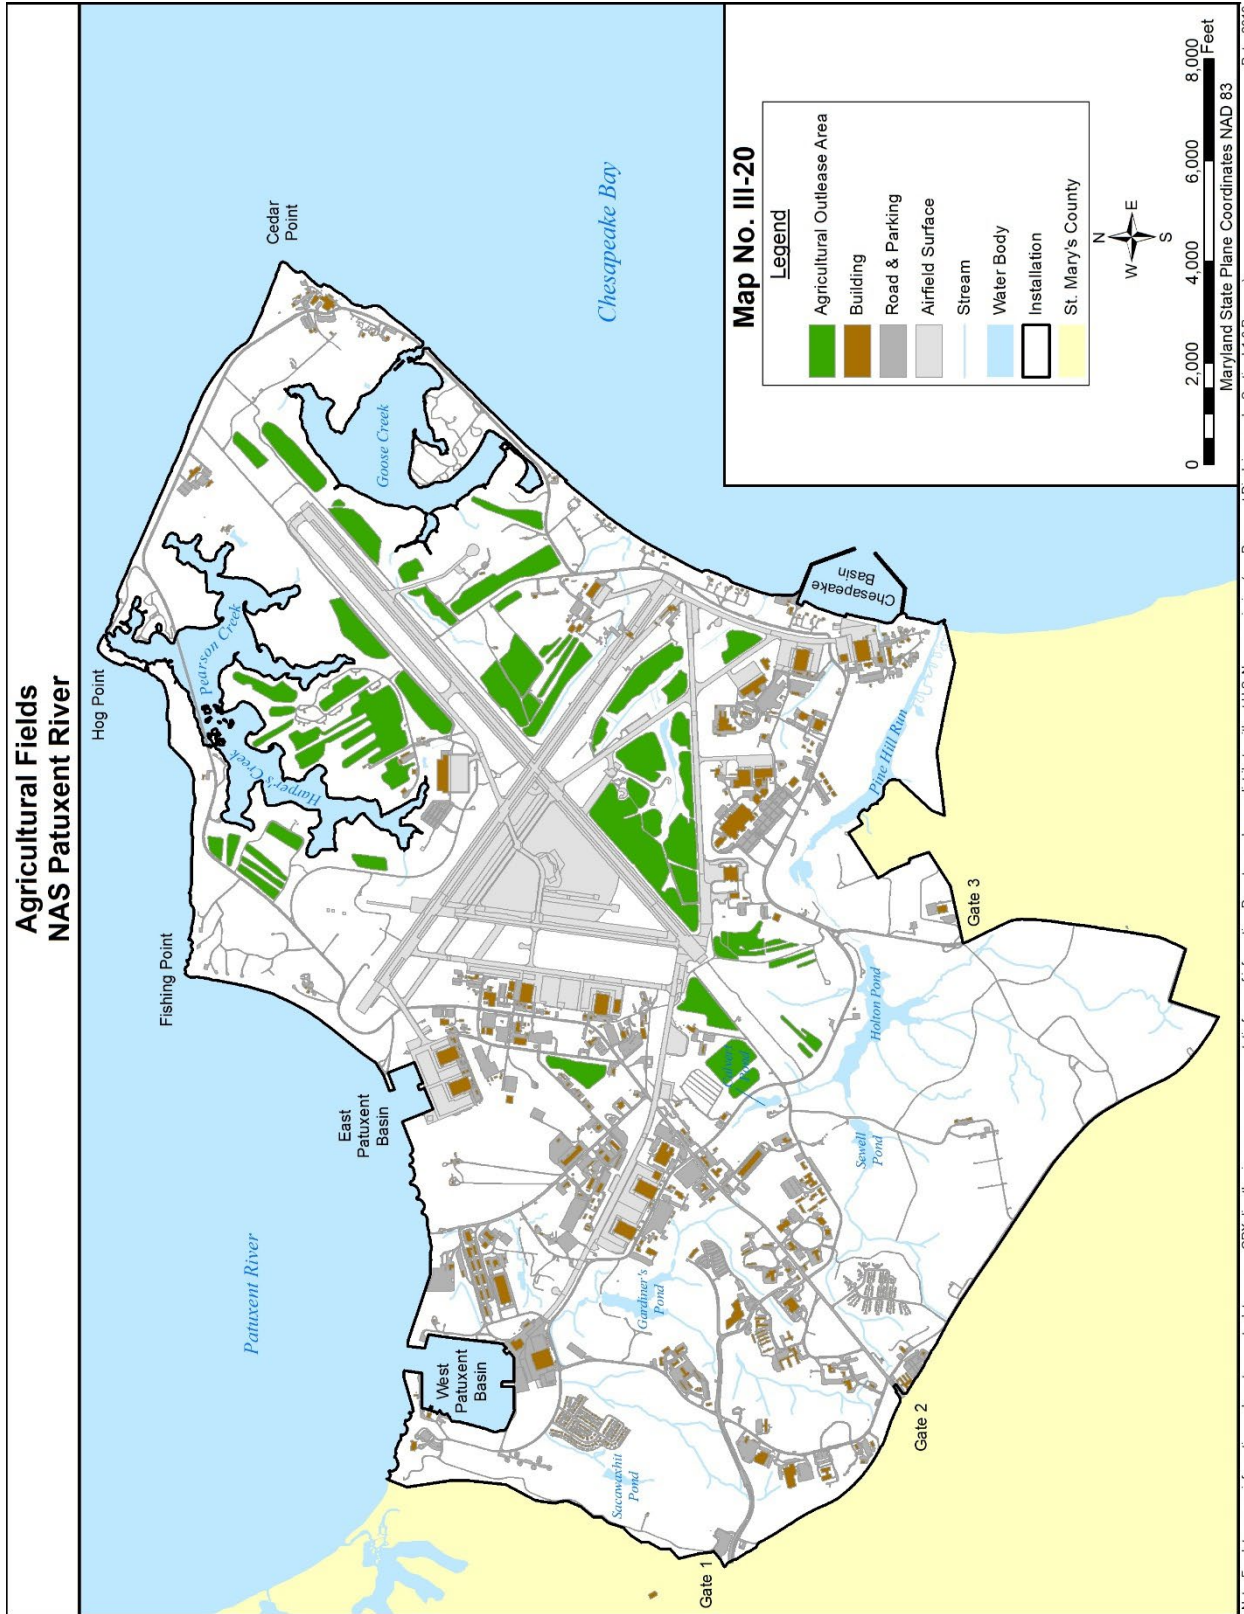 Agricultural Fields
NAS Patuxent River
Hog Point
Cedar
Point
Fishing Point
Pearson Creek
Harper's Creek
Goose Creek
Chesapeake Bay
East
Patuxent
Basin
Patuxent River
West
Patuxent
Basin
Chesapeake
Basin
Pine Hill Run
Gate 3
Holton Pond
Pond
Sewell
Pond
Gardiner's
Pond
Sacawaxhit
Pond
Gate 2
Gate 1
Map No. III-20
Legend
Agricultural Outlease Area
Building
Road & Parking
Airfield Surface
Stream
Water Body
Installation
St. Mary's County
N
W
E
S
0
2,000
4,000
6,000
8,000
Feet
Maryland State Plane Coordinates NAD 83